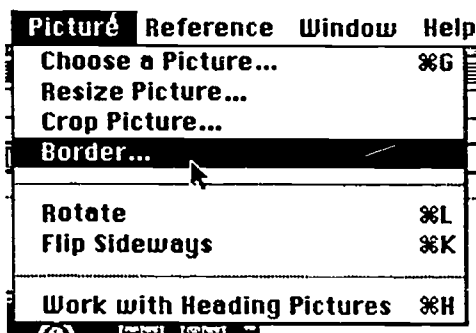 Picture Reference Window Help
Choose a Picture... ⌘G
Resize Picture...
Crop Picture...
Border...
Rotate ⌘L
Flip Sideways ⌘K
Work with Heading Pictures ⌘H